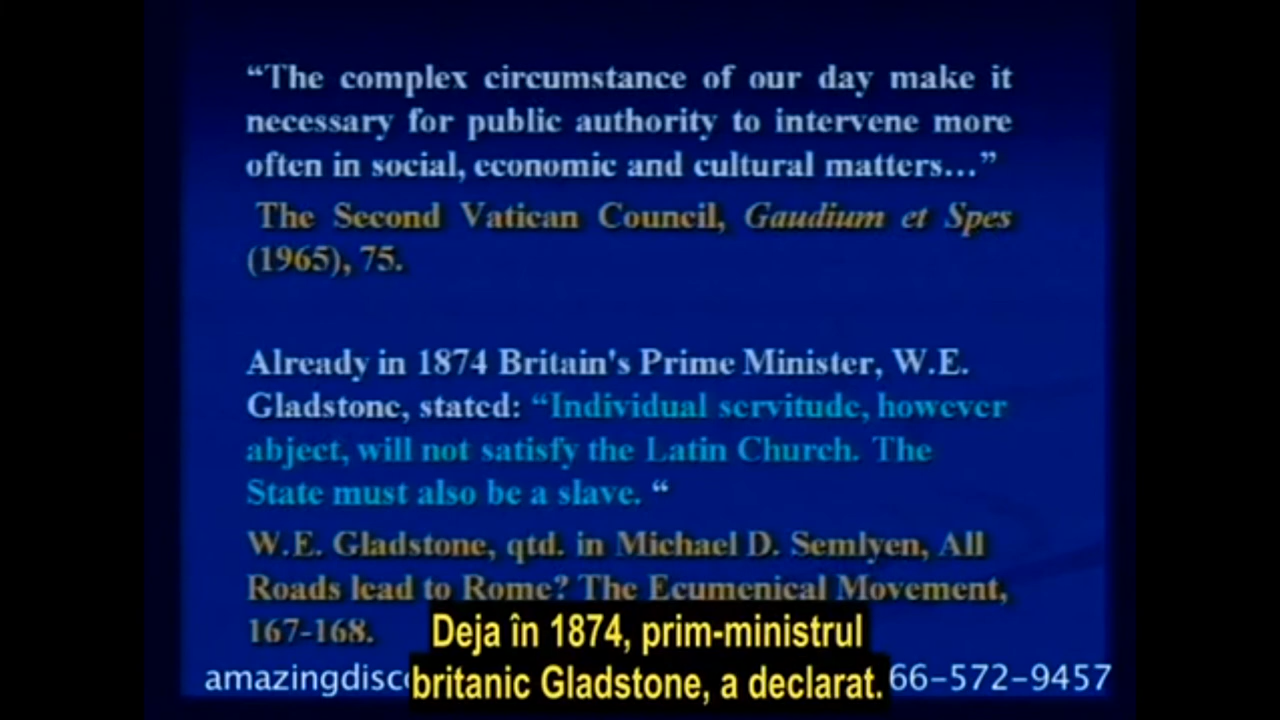 “The complex circumstance of our day make it
necessary for public authority to intervene more
often in social, economic and cultural matters…”
The Second Vatican Council, Gaudium et Spes
(1965), 75.
Already in 1874 Britain's Prime Minister, W.E.
Gladstone, stated: “Individual servitude, however
abject, will not satisfy the Latin Church. The
State must also be a slave. “
W.E. Gladstone, qtd. in Michael D. Semlyen, All
Roads lead to Rome? The Ecumenical Movement,
167-168.
Deja în 1874, prim-ministrul
britanic Gladstone, a declarat.
amazingdisc 66-572-9457